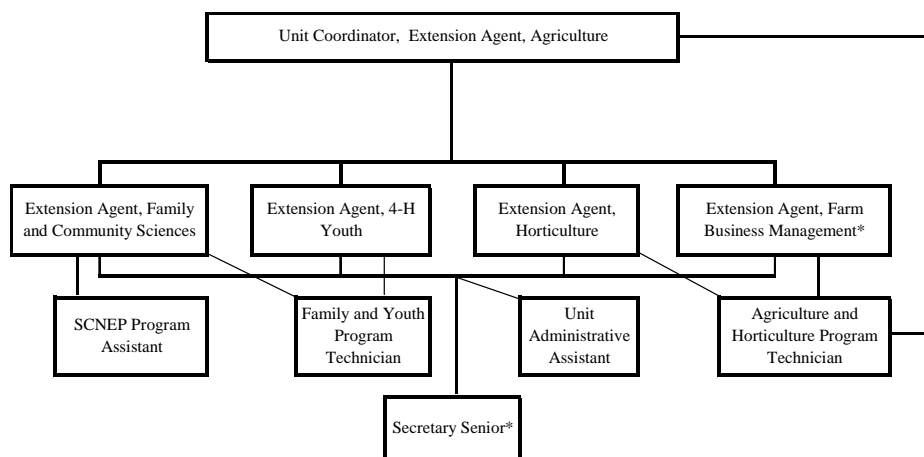 Unit Coordinator, Extension Agent, Agriculture
Extension Agent, Family
and Community Sciences
Extension Agent, 4-H
Youth
Extension Agent,
Horticulture
Extension Agent, Farm
Business Management*
SCNEP Program
Assistant
Family and Youth
Program
Technician
Unit
Administrative
Assistant
Agriculture and
Horticulture Program
Technician
Secretary Senior*